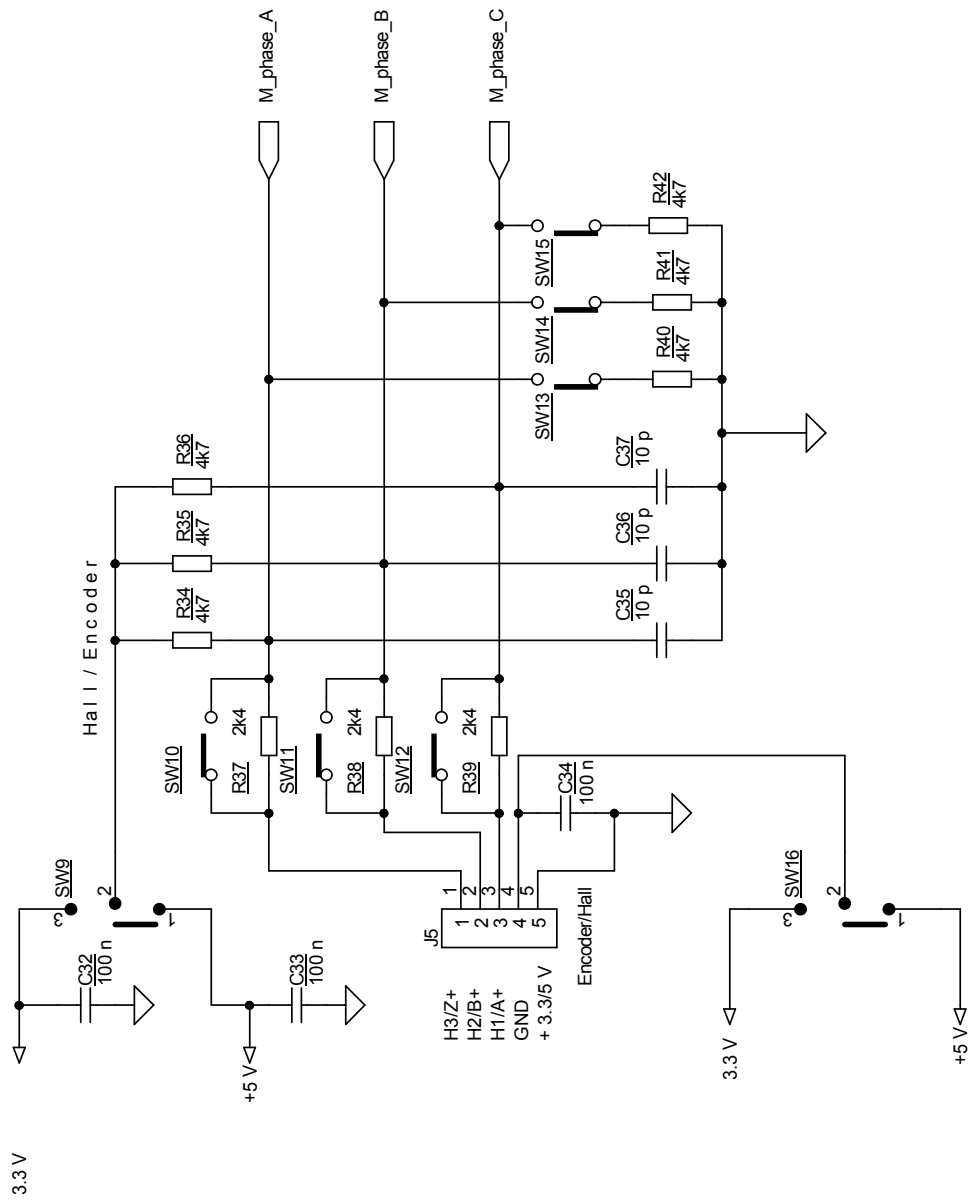 M_phase_A
M_phase_B
M_phase_C
R42
4k7
R41
4k7
R40
4k7
SW15
SW14
SW13
R36
4k7
R35
4k7
R34
4k7
C37
10 p
C36
10 p
C35
10 p
Hall / Encoder
SW10
R37
2k4
SW11
R38
2k4
SW12
R39
2k4
C34
100 n
SW9
3
2
1
C32
100 n
C33
100 n
3.3 V
+5 V
J5
1
2
3
4
5
1
2
3
4
5
Encoder/Hall
H3/Z+
H2/B+
H1/A+
GND
+ 3.3/5 V
SW16
3
2
1
3.3 V
+5 V